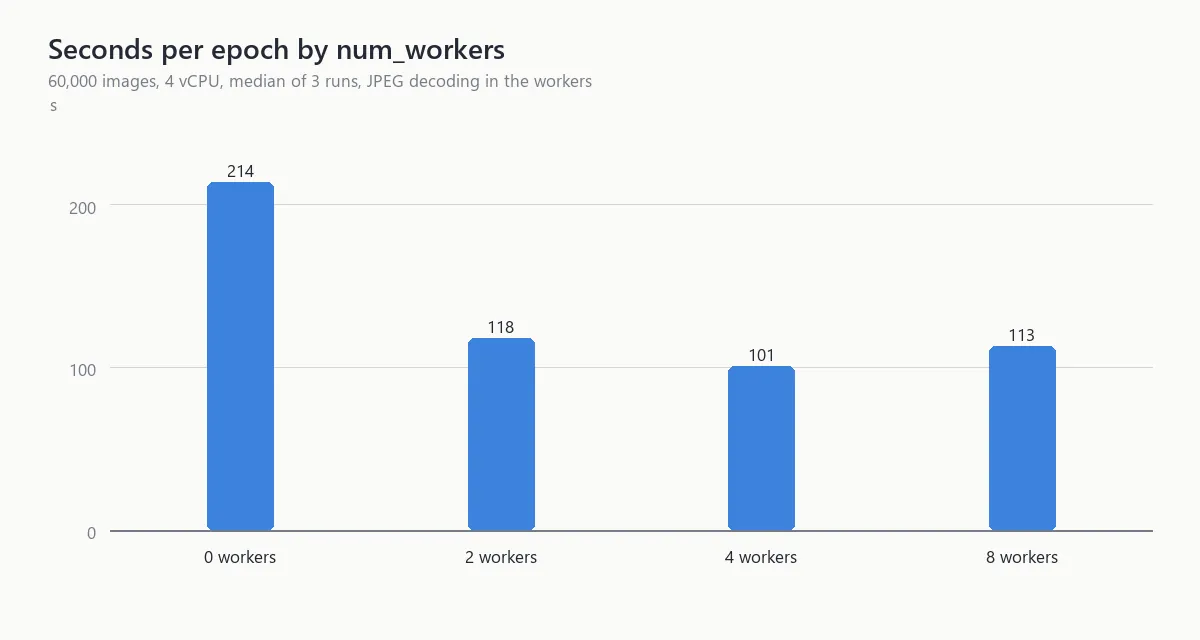 Seconds per epoch by num_workers
60,000 images, 4 vCPU, median of 3 runs, JPEG decoding in the workers
s
214
200
118
113
101
100
0
0 workers
2 workers
4 workers
8 workers